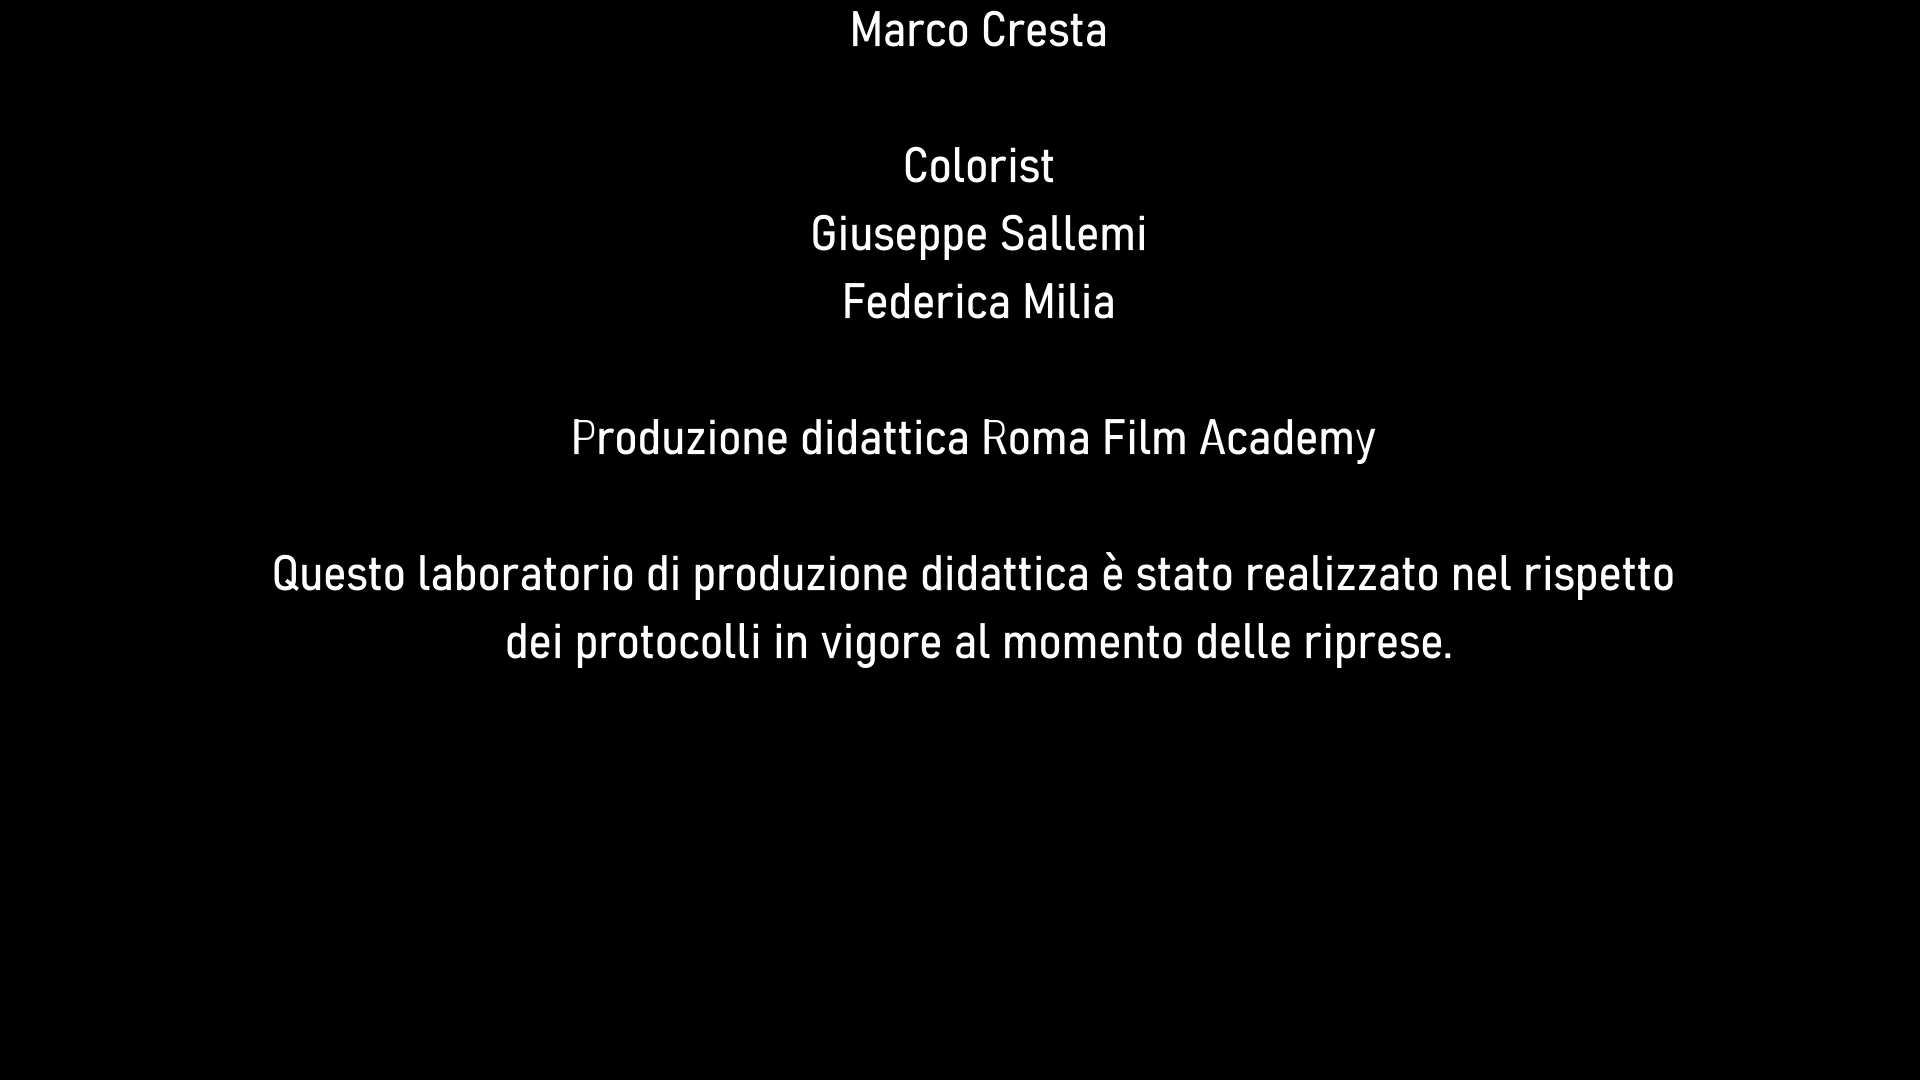 Marco Cresta
Colorist
Giuseppe Sallemi
Federica Milia
Produzione didattica Roma Film Academy
Questo laboratorio di produzione didattica è stato realizzato nel rispetto
dei protocolli in vigore al momento delle riprese.